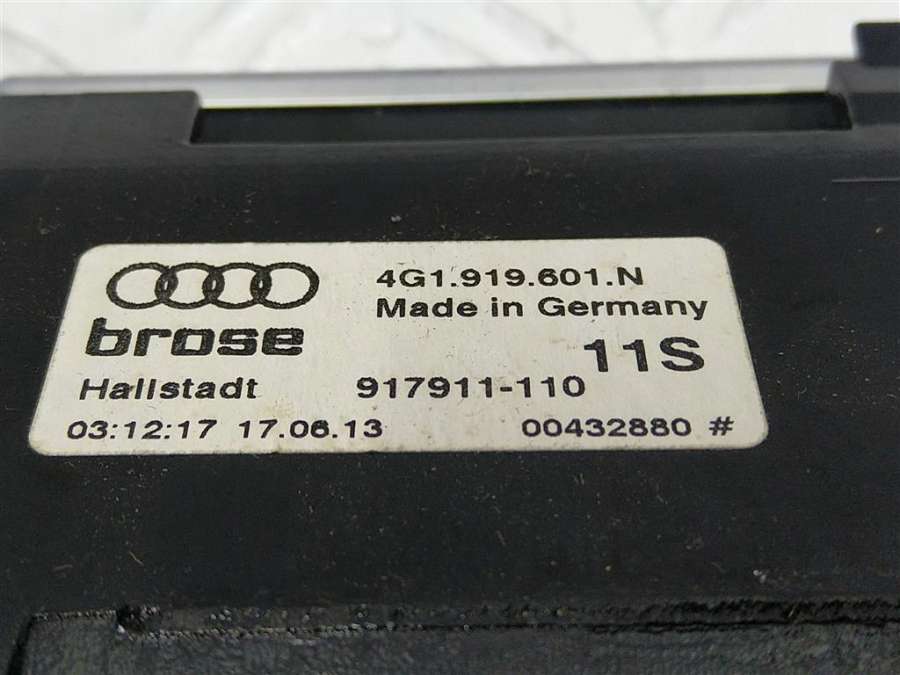 4G1.919.601.N
Made in Germany
brose
11S
Hallstadt 917911-110
03:12:17 17.06.13 00432880 #